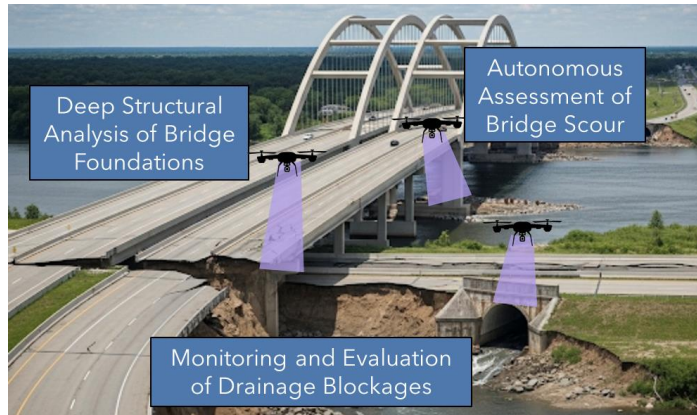 Deep Structural
Analysis of Bridge
Foundations
Autonomous
Assessment of
Bridge Scour
Monitoring and Evaluation
of Drainage Blockages